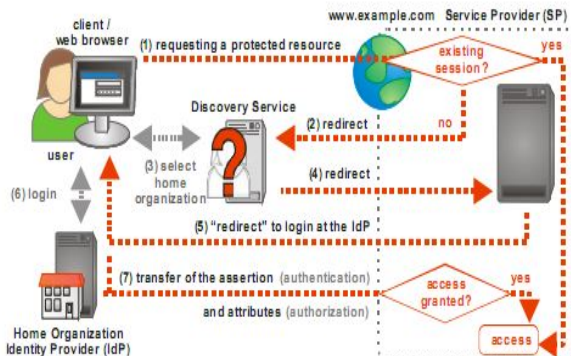 client /
web browser
www.example.com Service Provider (SP)
(1) requesting a protected resource
existing
session?
yes
Discovery Service
(2) redirect
no
user
(3) select
home
organization
(4) redirect
(6) login
(5) "redirect" to login at the IdP
(7) transfer of the assertion (authentication)
and attributes (authorization)
access
granted?
yes
access
Home Organization
Identity Provider (IdP)